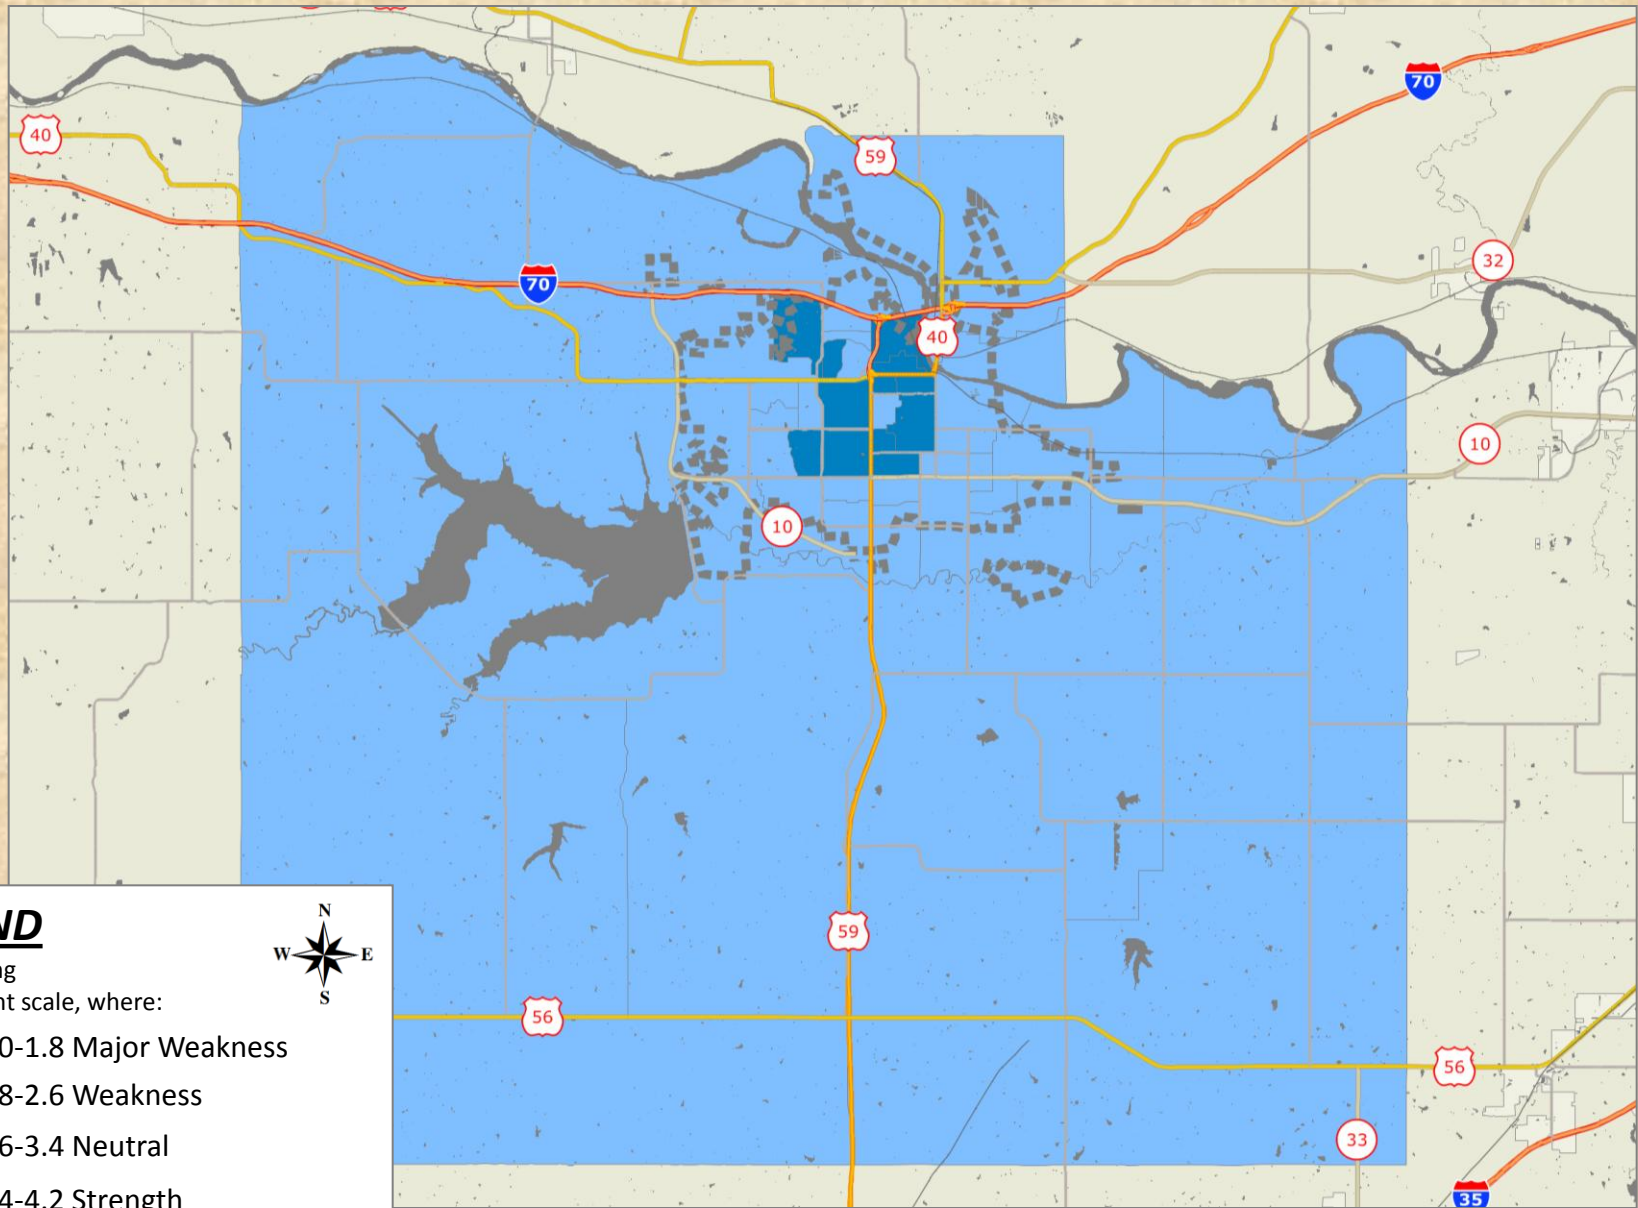 70
40
59
32
70
40
10
10
ND
N
W E
S
ng
nt scale, where:
0-1.8 Major Weakness
8-2.6 Weakness
6-3.4 Neutral
4-4.2 Strength
59
56
56
33
35